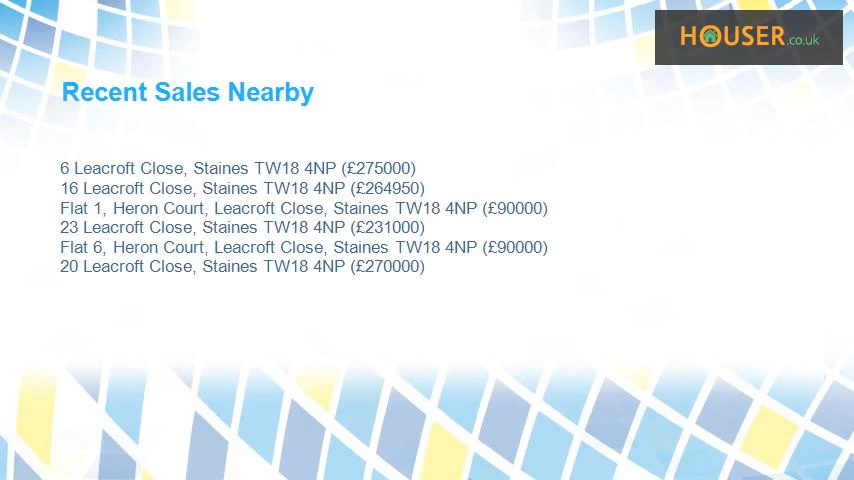 HOUSER.co.uk
Recent Sales Nearby
6 Leacroft Close, Staines TW18 4NP (£275000)
16 Leacroft Close, Staines TW18 4NP (£264950)
Flat 1, Heron Court, Leacroft Close, Staines TW18 4NP (£90000)
23 Leacroft Close, Staines TW18 4NP (£231000)
Flat 6, Heron Court, Leacroft Close, Staines TW18 4NP (£90000)
20 Leacroft Close, Staines TW18 4NP (£270000)